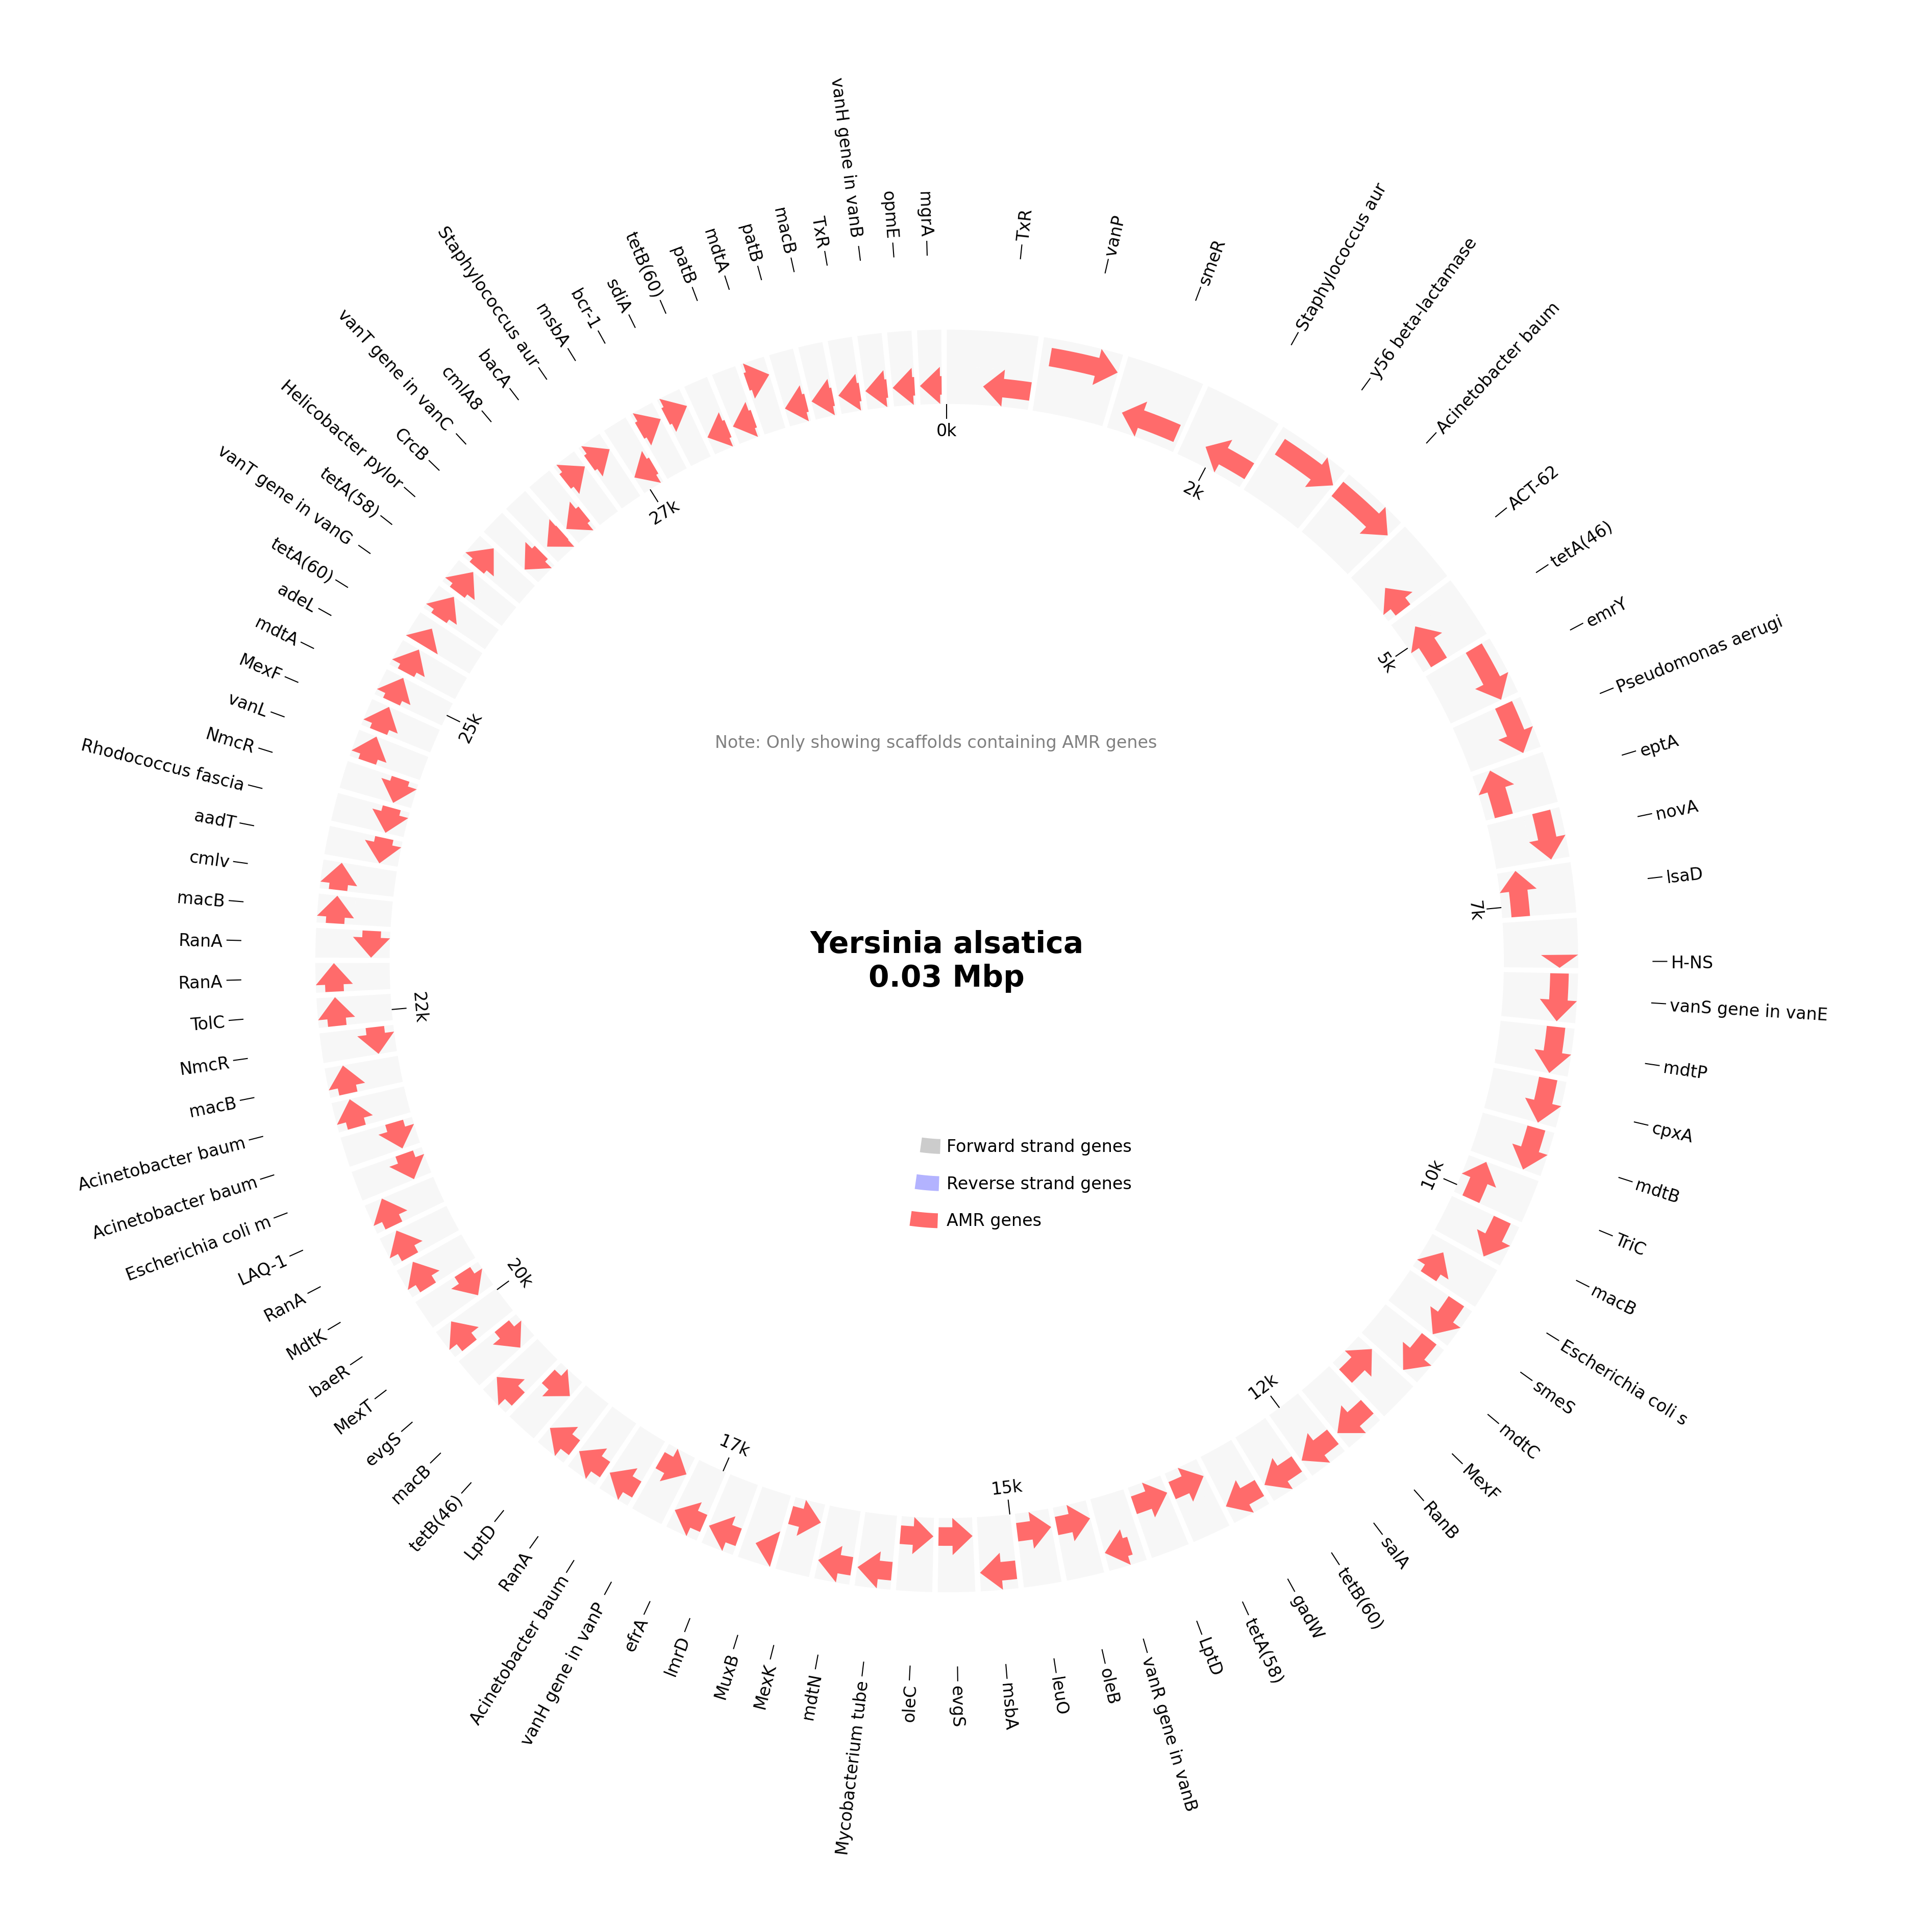 TxR
vanP
smeR
Staphylococcus aur
y56 beta-lactamase
Acinetobacter baum
ACT-62
tetA(46)
emrY
Pseudomonas aerugi
eptA
novA
lsaD
H-NS
vanS gene in vanE
mdtP
cpxA
mdtB
TriC
macB
Escherichia coli s
smeS
mdtC
MexF
RanB
salA
tetB(60)
gadW
tetA(58)
LptD
vanR gene in vanB
oleB
leuO
msbA
evgS
oleC
Mycobacterium tube
mdtN
MexK
MuxB
lmrD
efrA
vanH gene in vanP
Acinetobacter baum
RanA
LptD
tetB(46)
macB
evgS
MexT
baeR
MdtK
RanA
LAQ-1
Escherichia coli m
Acinetobacter baum
Acinetobacter baum
macB
NmcR
TolC
RanA
RanA
macB
cmlv
aadT
Rhodococcus fascia
NmcR
vanL
MexF
mdtA
adeL
tetA(60)
vanT gene in vanG
tetA(58)
Helicobacter pylor
CrcB
vanT gene in vanC
cmlA8
bacA
Staphylococcus aur
msbA
bcr-1
sdiA
tetB(60)
patB
mdtA
patB
macB
TxR
vanH gene in vanB
opmE
mgrA
0k
2k
5k
7k
10k
12k
15k
17k
20k
22k
25k
27k
Note: Only showing scaffolds containing AMR genes
Yersinia alsatica
0.03 Mbp
Forward strand genes
Reverse strand genes
AMR genes